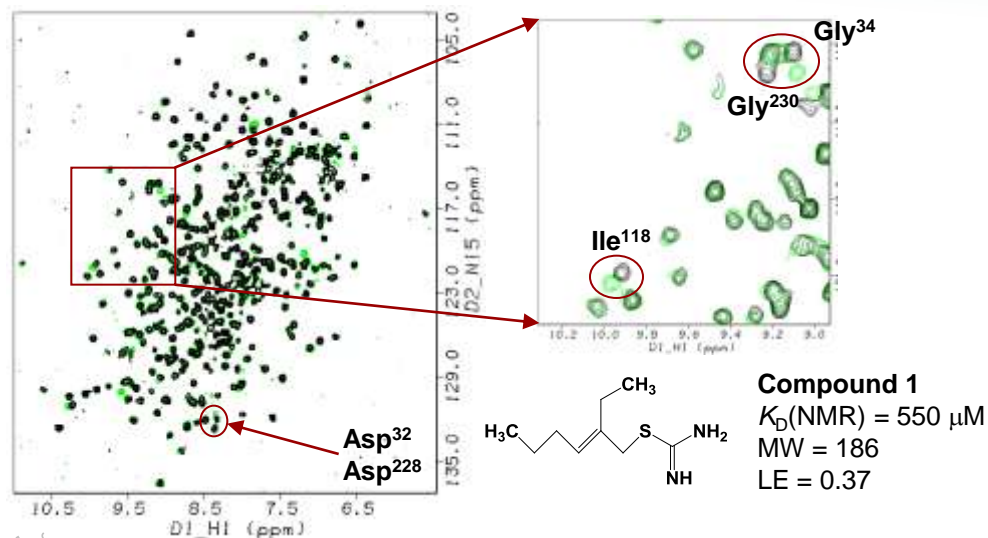 105.0
111.0
117.0
123.0
129.0
135.0
D2_N15 (ppm)
10.5 9.5 8.5 7.5 6.5
D1_H1 (ppm)
Gly34
Gly230
Ile118
10.2 10.0 9.8 9.6 9.4 9.2 9.0
D1_H1 (ppm)
Asp32
Asp228
CH3
H3C
S
NH2
NH
Compound 1
KD(NMR) = 550 μM
MW = 186
LE = 0.37